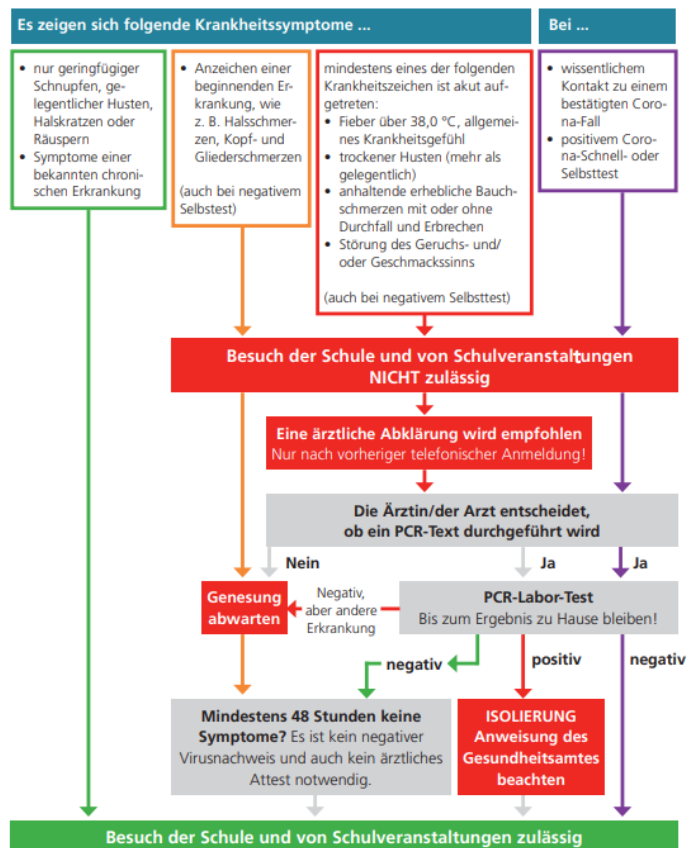 Es zeigen sich folgende Krankheitssymptome ...
Bei ...
• nur geringfügiger
Schnupfen, ge-
legentlicher Husten,
Halskratzen oder
Räuspern
• Symptome einer
bekannten chroni-
schen Erkrankung
• Anzeichen einer
beginnenden Er-
krankung, wie
z. B. Halsschmer-
zen, Kopf- und
Gliederschmerzen
(auch bei negativem
Selbsttest)
mindestens eines der folgenden
Krankheitszeichen ist akut auf-
getreten:
• Fieber über 38,0 °C, allgemei-
nes Krankheitsgefühl
• trockener Husten (mehr als
gelegentlich)
• anhaltende erhebliche Bauch-
schmerzen mit oder ohne
Durchfall und Erbrechen
• Störung des Geruchs- und/
oder Geschmackssinns
(auch bei negativem Selbsttest)
• wissentlichem
Kontakt zu einem
bestätigten Coro-
na-Fall
• positivem Coro-
na-Schnell- oder
Selbsttest
Besuch der Schule und von Schulveranstaltungen
NICHT zulässig
Eine ärztliche Abklärung wird empfohlen
Nur nach vorheriger telefonischer Anmeldung!
Die Ärztin/der Arzt entscheidet,
ob ein PCR-Text durchgeführt wird
Nein
Ja
Ja
Genesung
abwarten
Negativ,
aber andere
Erkrankung
PCR-Labor-Test
Bis zum Ergebnis zu Hause bleiben!
negativ
positiv
negativ
Mindestens 48 Stunden keine
Symptome? Es ist kein negativer
Virusnachweis und auch kein ärztliches
Attest notwendig.
ISOLIERUNG
Anweisung des
Gesundheitsamtes
beachten
Besuch der Schule und von Schulveranstaltungen zulässig